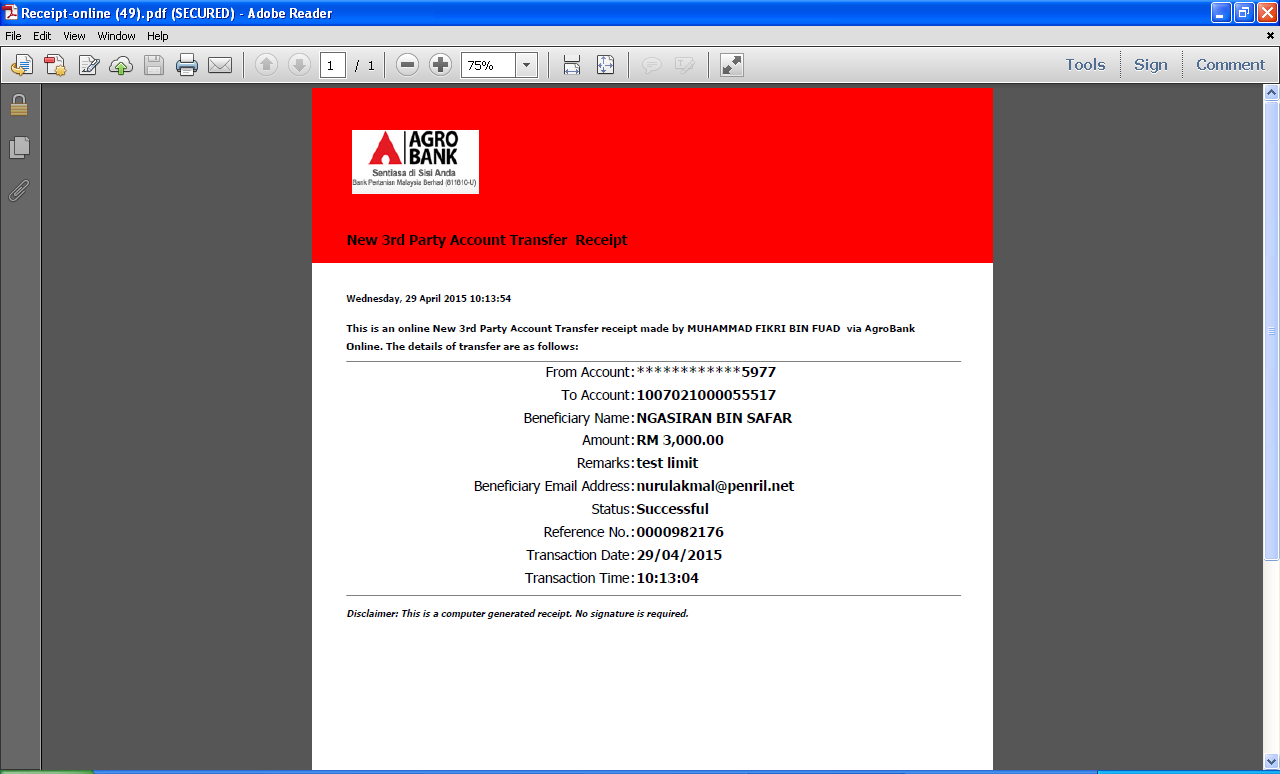 Receipt-online (49).pdf (SECURED) - Adobe Reader
File Edit View Window Help
1 / 1 75% Tools Sign Comment
AGRO
BANK
Sentiasa di Sisi Anda
Bank Pertanian Malaysia Berhad (811810-U)
New 3rd Party Account Transfer Receipt
Wednesday, 29 April 2015 10:13:54
This is an online New 3rd Party Account Transfer receipt made by MUHAMMAD FIKRI BIN FUAD via AgroBank
Online. The details of transfer are as follows:
From Account:************5977
To Account:1007021000055517
Beneficiary Name:NGASIRAN BIN SAFAR
Amount:RM 3,000.00
Remarks:test limit
Beneficiary Email Address:nurulakmal@penril.net
Status:Successful
Reference No.:0000982176
Transaction Date:29/04/2015
Transaction Time:10:13:04
Disclaimer: This is a computer generated receipt. No signature is required.